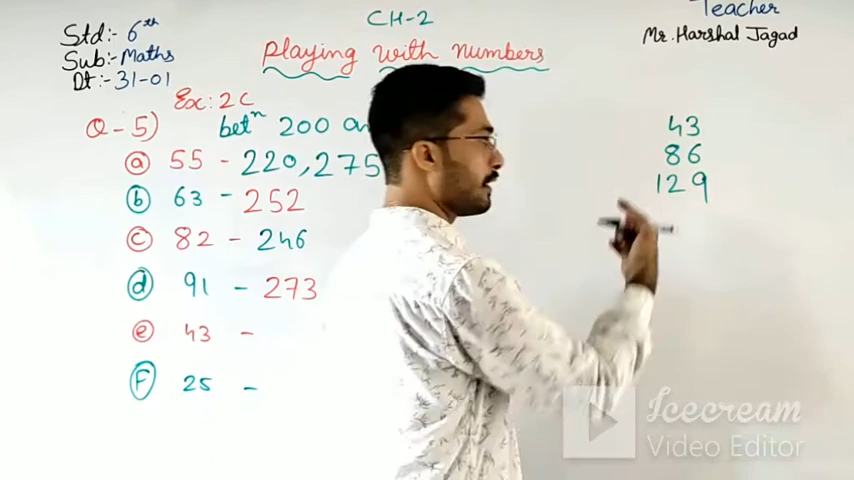 CH-2
Teacher
Std:- 6th
Mr. Harshal Jagad
Sub:- Maths
Playing with numbers
Dt:- 31-01
Ex: 2C
Q-5) betn 200
a 55 - 220, 275
b 63 - 252
c 82 - 246
d 91 - 273
e 43 -
F 25 -
43
86
129
Icecream
Video Editor